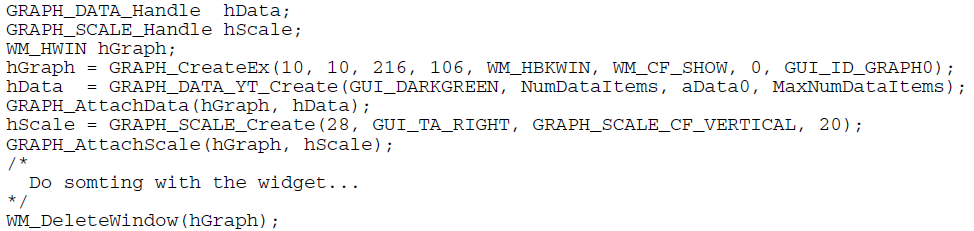 GRAPH_DATA_Handle  hData;
GRAPH_SCALE_Handle hScale;
WM_HWIN hGraph;
hGraph = GRAPH_CreateEx(10, 10, 216, 106, WM_HBKWIN, WM_CF_SHOW, 0, GUI_ID_GRAPH0);
hData  = GRAPH_DATA_YT_Create(GUI_DARKGREEN, NumDataItems, aData0, MaxNumDataItems);
GRAPH_AttachData(hGraph, hData);
hScale = GRAPH_SCALE_Create(28, GUI_TA_RIGHT, GRAPH_SCALE_CF_VERTICAL, 20);
GRAPH_AttachScale(hGraph, hScale);
/*
  Do somting with the widget...
*/
WM_DeleteWindow(hGraph);